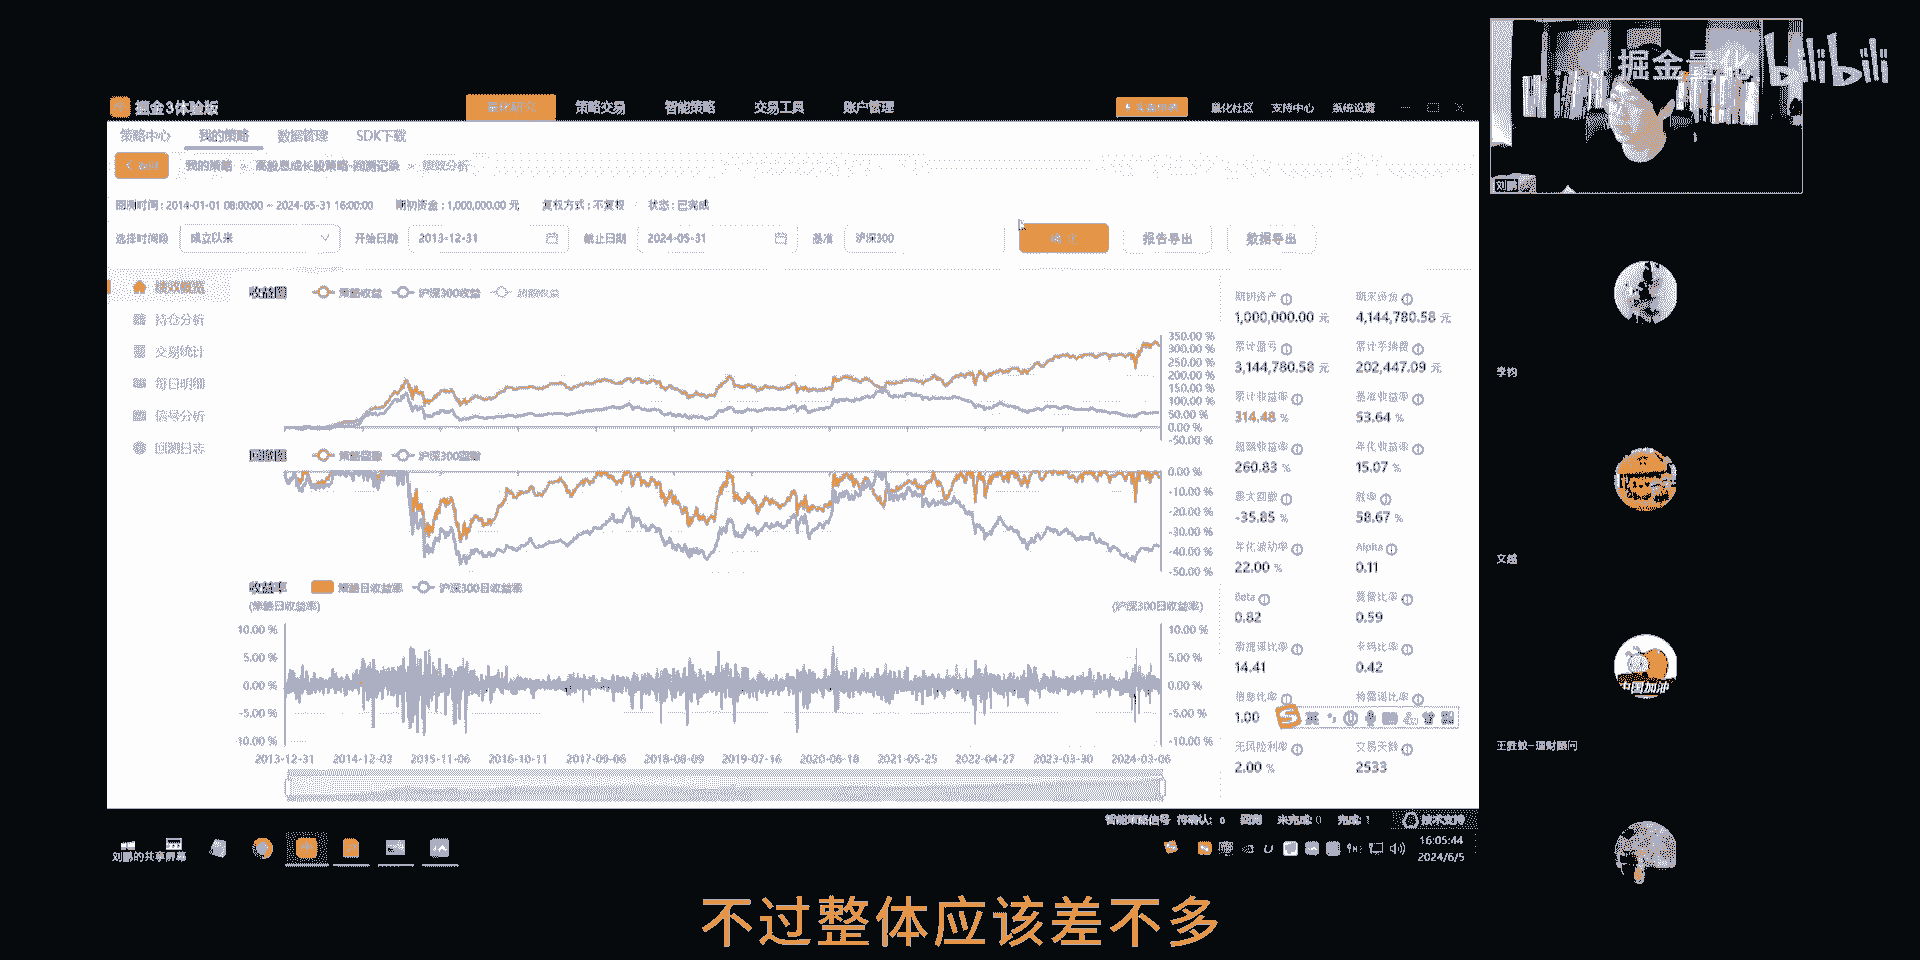 掘金量化 bilibili
掘金3体验版 策略交易 智能策略 交易工具 账户管理 量化社区 支持中心 系统设置
策略中心 我的策略 数据管理 SDK下载
我的策略 > 高股息成长股策略-回测记录 > 绩效分析
回测时间 : 2014-01-01 08:00:00 ~ 2024-05-31 16:00:00 期初资金 : 1,000,000.00 元 复权方式 : 不复权 状态 : 已完成
选择时间段 成立以来 开始日期 2013-12-31 截止日期 2024-05-31 基准 沪深300 报告导出 数据导出
绩效概览
持仓分析
交易统计
每日明细
信号分析
回测日志
收益图 策略收益 沪深300收益 超额收益
350.00 %
300.00 %
250.00 %
200.00 %
150.00 %
100.00 %
50.00 %
0.00 %
-50.00 %
回撤图 策略回撤 沪深300回撤
0.00 %
-10.00 %
-20.00 %
-30.00 %
-40.00 %
-50.00 %
收益率 策略日收益率 沪深300日收益率
(策略日收益率) (沪深300日收益率)
10.00 % 10.00 %
5.00 % 5.00 %
0.00 % 0.00 %
-5.00 % -5.00 %
-10.00 % -10.00 %
2013-12-31 2014-12-03 2015-11-06 2016-10-11 2017-09-06 2018-08-09 2019-07-16 2020-06-18 2021-05-25 2022-04-27 2023-03-30 2024-03-06
期初资产 期末资产
1,000,000.00 元 4,144,780.58 元
累计盈亏 累计手续费
3,144,780.58 元 202,447.09 元
累计收益率 基准收益率
314.48 % 53.64 %
超额收益率 年化收益率
260.83 % 15.07 %
最大回撤 胜率
-35.85 % 58.67 %
年化波动率 Alpha
22.00 % 0.11
Beta 夏普比率
0.82 0.59
特雷诺比率 卡玛比率
14.41 0.42
信息比率 索提诺比率
1.00 英
无风险利率 交易天数
2.00 % 2533
智能策略信号 待确认: 0 回测 未完成: 0 完成: 1 技术支持
刘鹏的共享屏幕
16:05:44
2024/6/5
刘鹏
李钧
文越
中国加油
理财顾问
不过整体应该差不多